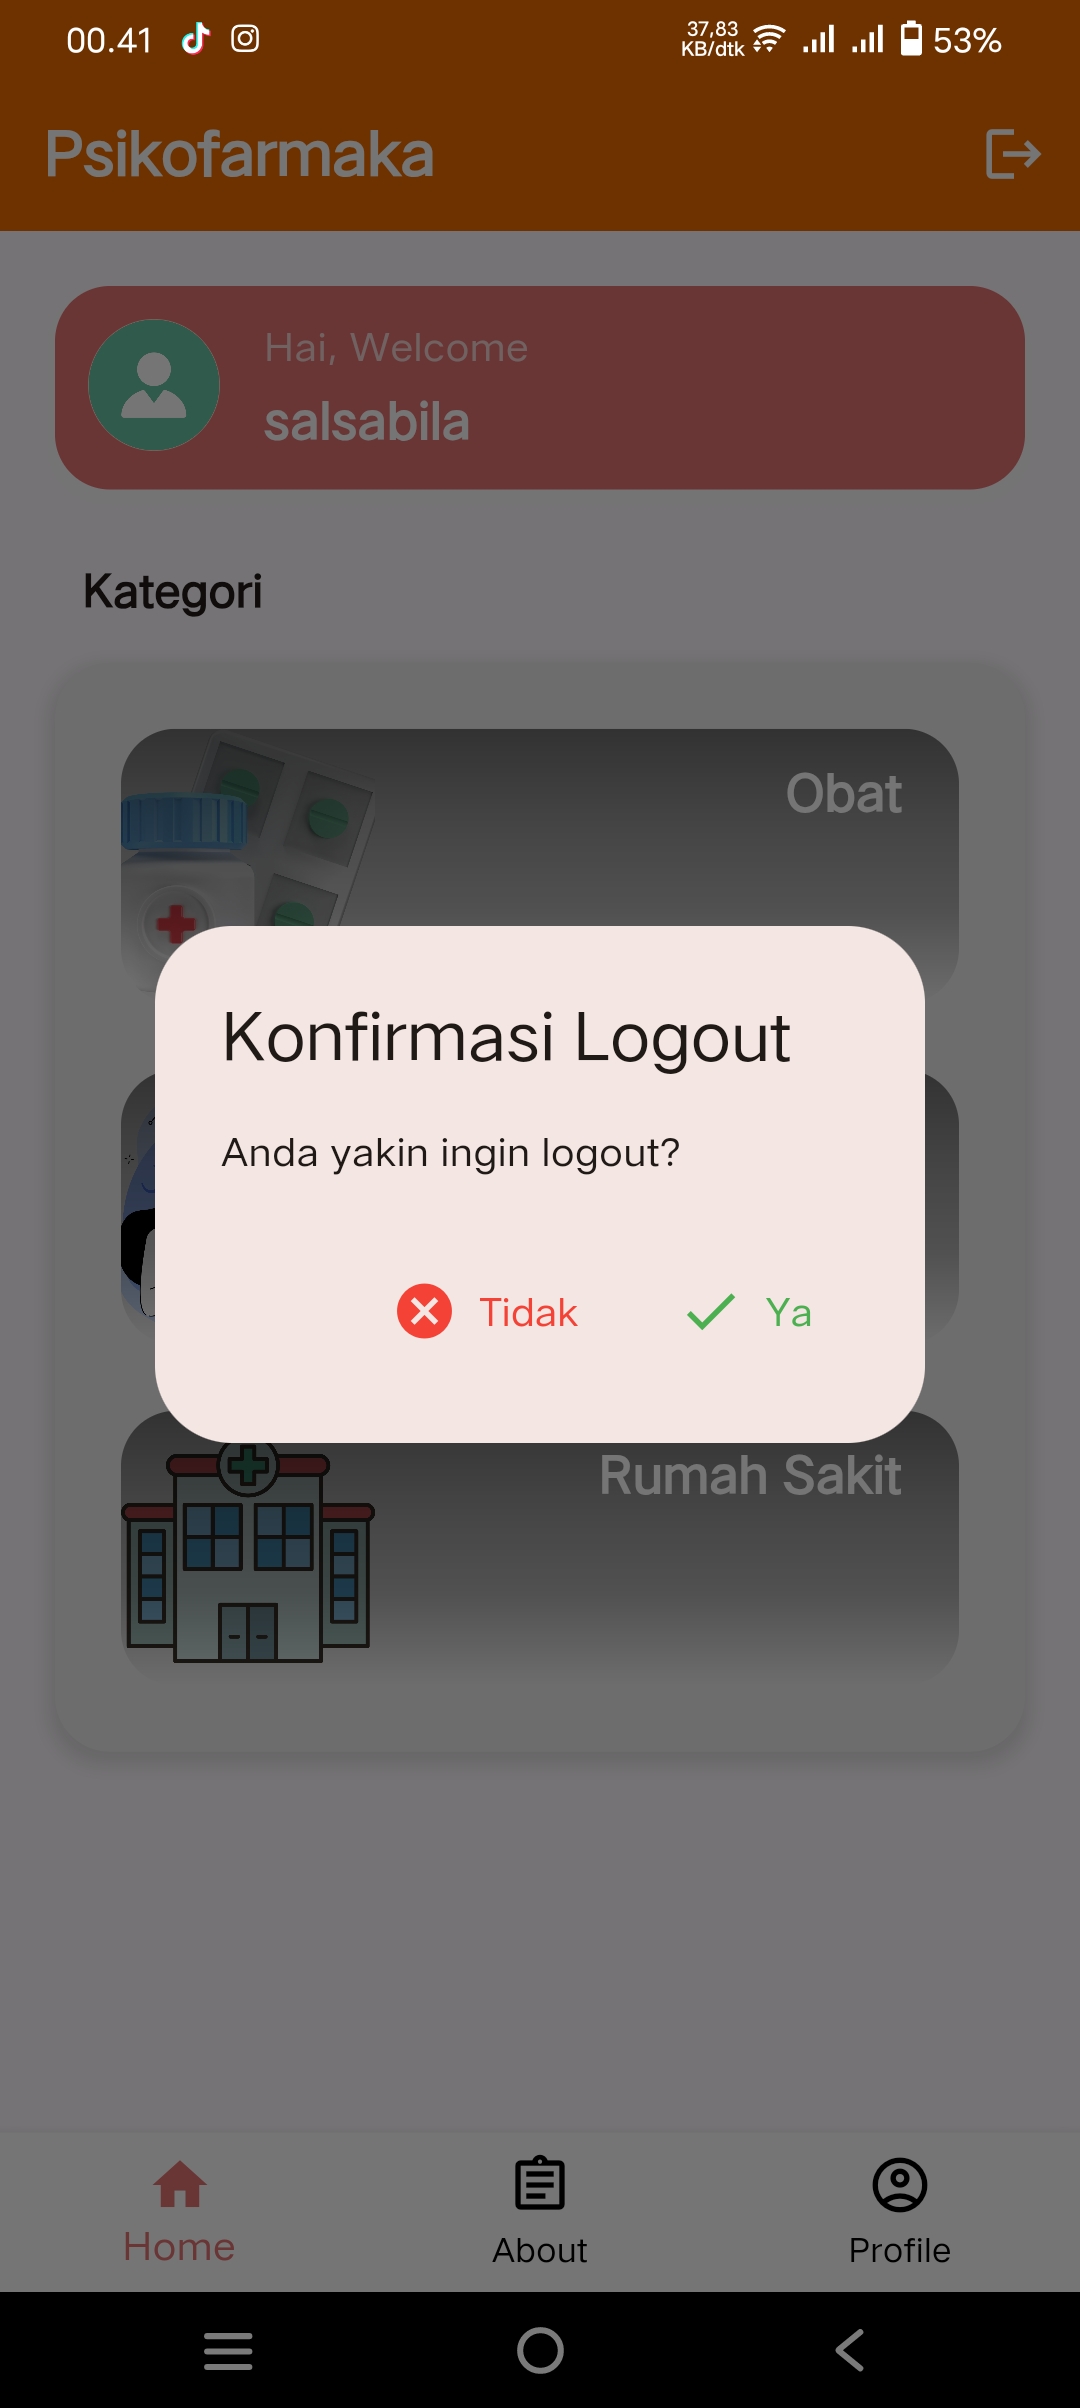 00.41
37,83
KB/dtk
53%
Psikofarmaka
Hai, Welcome
salsabila
Kategori
Obat
Konfirmasi Logout
Anda yakin ingin logout?
Tidak
Ya
Rumah Sakit
Home
About
Profile